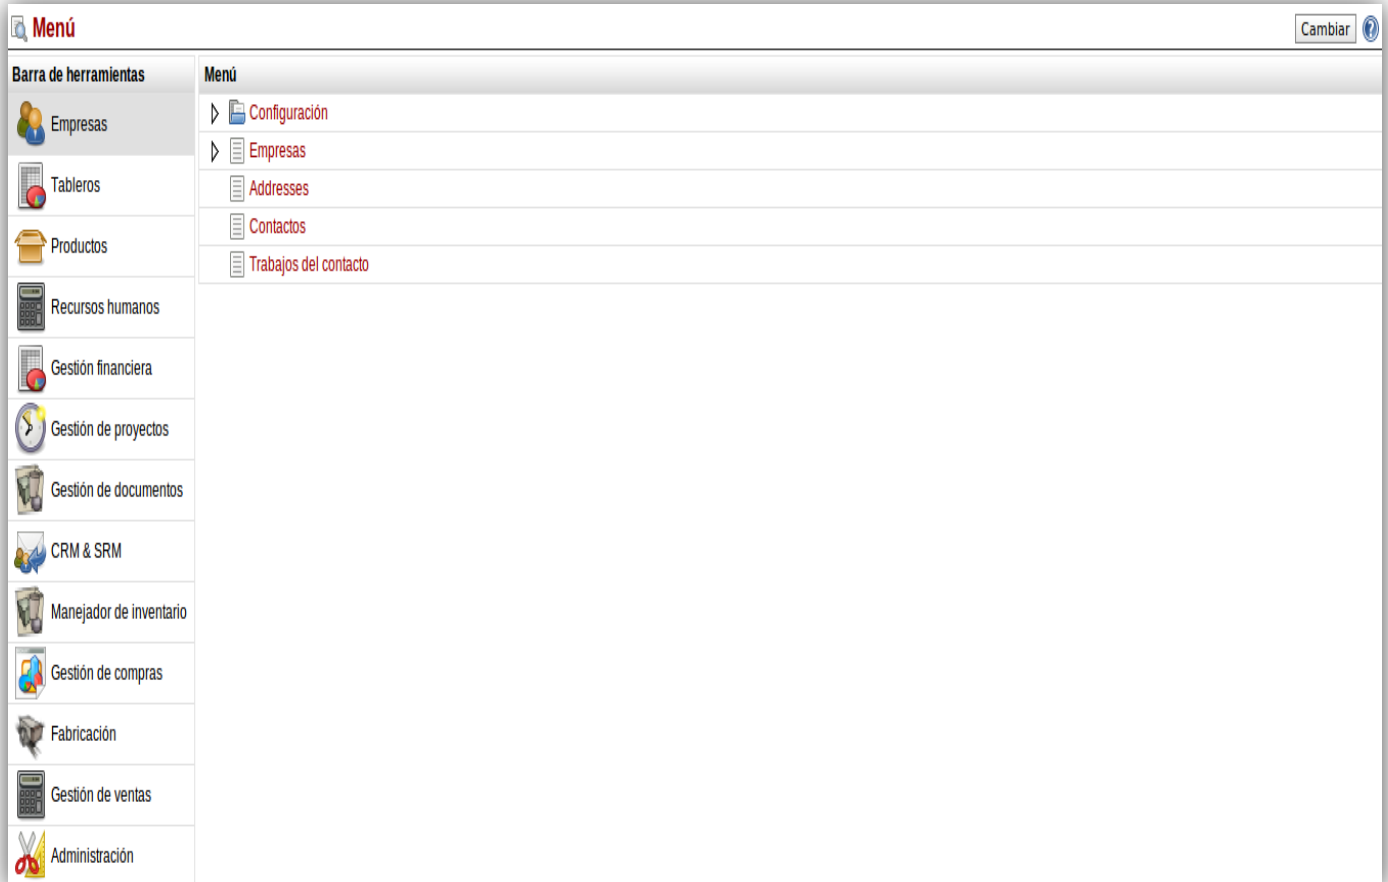 Menú
Cambiar
Barra de herramientas
Empresas
Tableros
Productos
Recursos humanos
Gestión financiera
Gestión de proyectos
Gestión de documentos
CRM & SRM
Manejador de inventario
Gestión de compras
Fabricación
Gestión de ventas
Administración
Menú
Configuración
Empresas
Addresses
Contactos
Trabajos del contacto